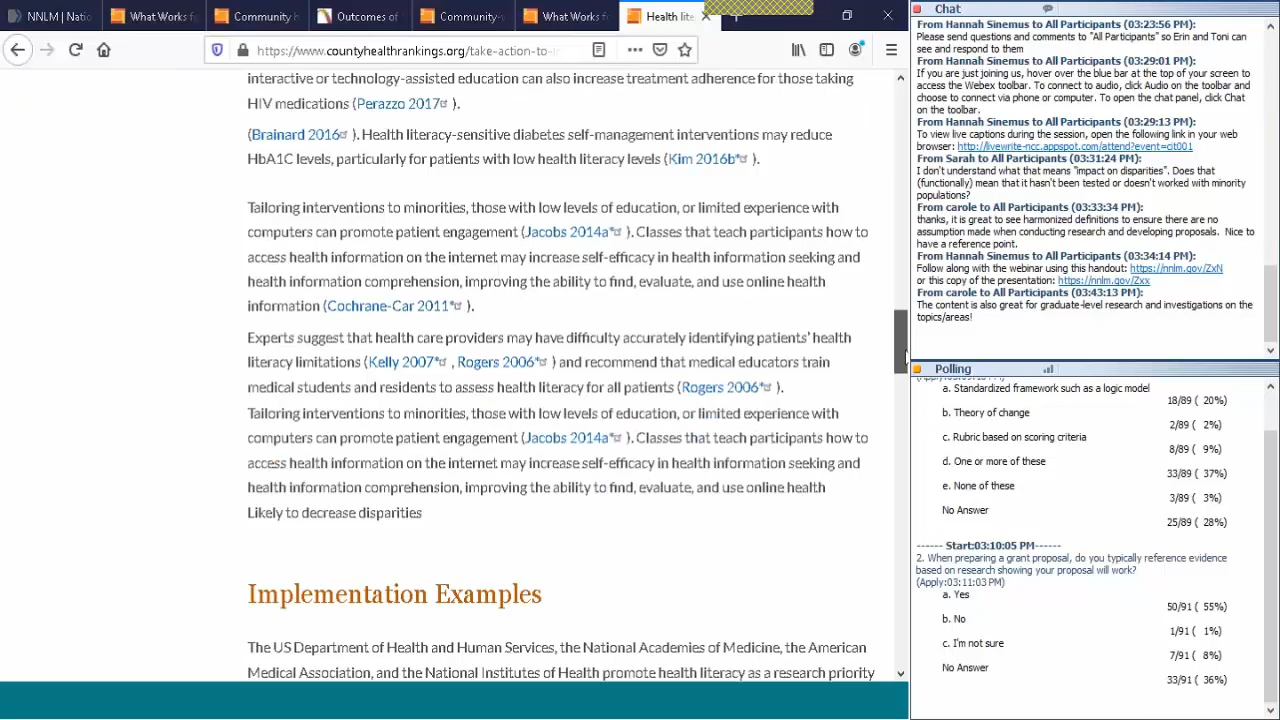 NNLM | Natio
What Works fo
Community h
Outcomes of
Community-
What Works fo
Health lite
https://www.countyhealthrankings.org/take-action-to-i
interactive or technology-assisted education can also increase treatment adherence for those taking
HIV medications (Perazzo 2017).
(Brainard 2016). Health literacy-sensitive diabetes self-management interventions may reduce
HbA1C levels, particularly for patients with low health literacy levels (Kim 2016b*).
Tailoring interventions to minorities, those with low levels of education, or limited experience with
computers can promote patient engagement (Jacobs 2014a*). Classes that teach participants how to
access health information on the internet may increase self-efficacy in health information seeking and
health information comprehension, improving the ability to find, evaluate, and use online health
information (Cochrane-Car 2011*).
Experts suggest that health care providers may have difficulty accurately identifying patients' health
literacy limitations (Kelly 2007*, Rogers 2006*) and recommend that medical educators train
medical students and residents to assess health literacy for all patients (Rogers 2006*).
Tailoring interventions to minorities, those with low levels of education, or limited experience with
computers can promote patient engagement (Jacobs 2014a*). Classes that teach participants how to
access health information on the internet may increase self-efficacy in health information seeking and
health information comprehension, improving the ability to find, evaluate, and use online health
Likely to decrease disparities
Implementation Examples
The US Department of Health and Human Services, the National Academies of Medicine, the American
Medical Association, and the National Institutes of Health promote health literacy as a research priority
Chat
From Hannah Sinemus to All Participants (03:23:56 PM):
Please send questions and comments to "All Participants" so Erin and Toni can
see and respond to them
From Hannah Sinemus to All Participants (03:29:01 PM):
If you are just joining us, hover over the blue bar at the top of your screen to
access the Webex toolbar. To connect to audio, click Audio on the toolbar and
choose to connect via phone or computer. To open the chat panel, click Chat
on the toolbar.
From Hannah Sinemus to All Participants (03:29:13 PM):
To view live captions during the session, open the following link in your web
browser: http://livewrite-ncc.appspot.com/attend?event=cit001
From Sarah to All Participants (03:31:24 PM):
I don't understand what that means "impact on disparities". Does that
(functionally) mean that it hasn't been tested or doesn't worked with minority
populations?
From carole to All Participants (03:33:34 PM):
thanks, it is great to see harmonized definitions to ensure there are no
assumption made when conducting research and developing proposals. Nice to
have a reference point.
From Hannah Sinemus to All Participants (03:34:14 PM):
Follow along with the webinar using this handout: https://nnlm.gov/ZxN
or this copy of the presentation: https://nnlm.gov/Zxx
From carole to All Participants (03:43:13 PM):
The content is also great for graduate-level research and investigations on the
topics/areas!
Polling
a. Standardized framework such as a logic model
18/89 ( 20%)
b. Theory of change
2/89 ( 2%)
c. Rubric based on scoring criteria
8/89 ( 9%)
d. One or more of these
33/89 ( 37%)
e. None of these
3/89 ( 3%)
No Answer
25/89 ( 28%)
------ Start:03:10:05 PM------
2. When preparing a grant proposal, do you typically reference evidence
based on research showing your proposal will work?
(Apply:03:11:03 PM)
a. Yes
50/91 ( 55%)
b. No
1/91 ( 1%)
c. I'm not sure
7/91 ( 8%)
No Answer
33/91 ( 36%)